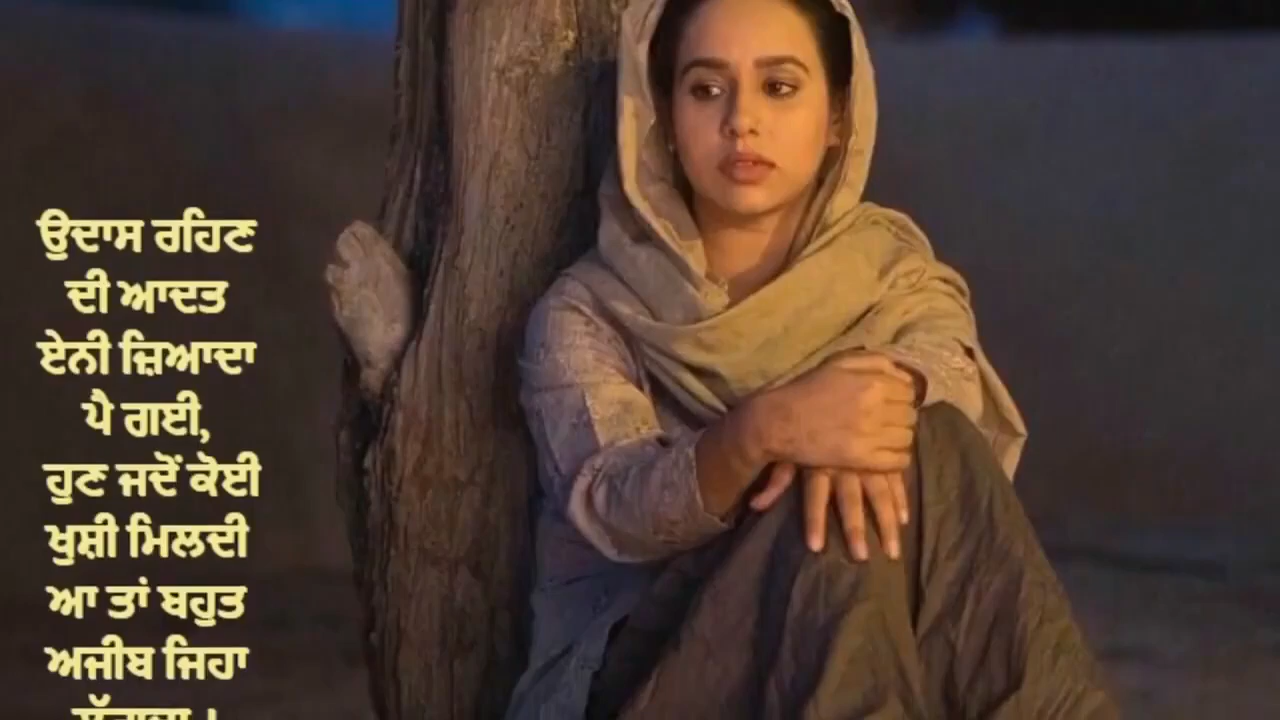 ਉਦਾਸ ਰਹਿਣ
ਦੀ ਆਦਤ
ਏਨੀ ਜ਼ਿਆਦਾ
ਪੈ ਗਈ,
ਹੁਣ ਜਦੋਂ ਕੋਈ
ਖੁਸ਼ੀ ਮਿਲਦੀ
ਆ ਤਾਂ ਬਹੁਤ
ਅਜੀਬ ਜਿਹਾ